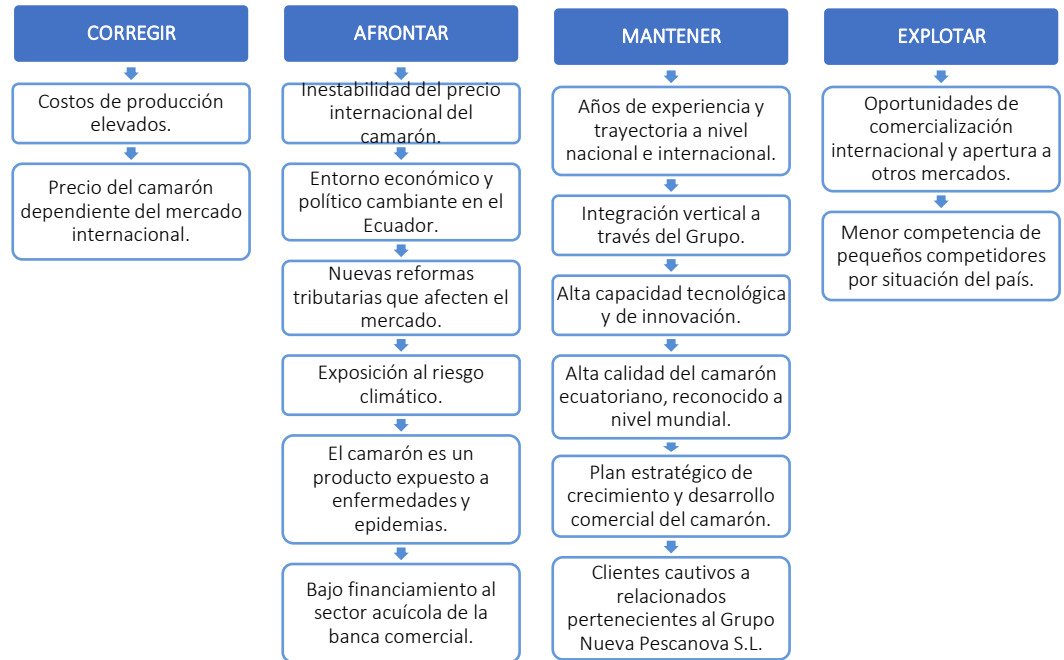 CORREGIR
Costos de producción
elevados.
Precio del camarón
dependiente del mercado
internacional.
AFRONTAR
Inestabilidad del precio
internacional del
camarón.
Entorno económico y
político cambiante en el
Ecuador.
Nuevas reformas
tributarias que afecten el
mercado.
Exposición al riesgo
climático.
El camarón es un
producto expuesto a
enfermedades y
epidemias.
Bajo financiamiento al
sector acuícola de la
banca comercial.
MANTENER
Años de experiencia y
trayectoria a nivel
nacional e internacional.
Integración vertical a
través del Grupo.
Alta capacidad tecnológica
y de innovación.
Alta calidad del camarón
ecuatoriano, reconocido a
nivel mundial.
Plan estratégico de
crecimiento y desarrollo
comercial del camarón.
Clientes cautivos a
relacionados
pertenecientes al Grupo
Nueva Pescanova S.L.
EXPLOTAR
Oportunidades de
comercialización
internacional y apertura a
otros mercados.
Menor competencia de
pequeños competidores
por situación del país.